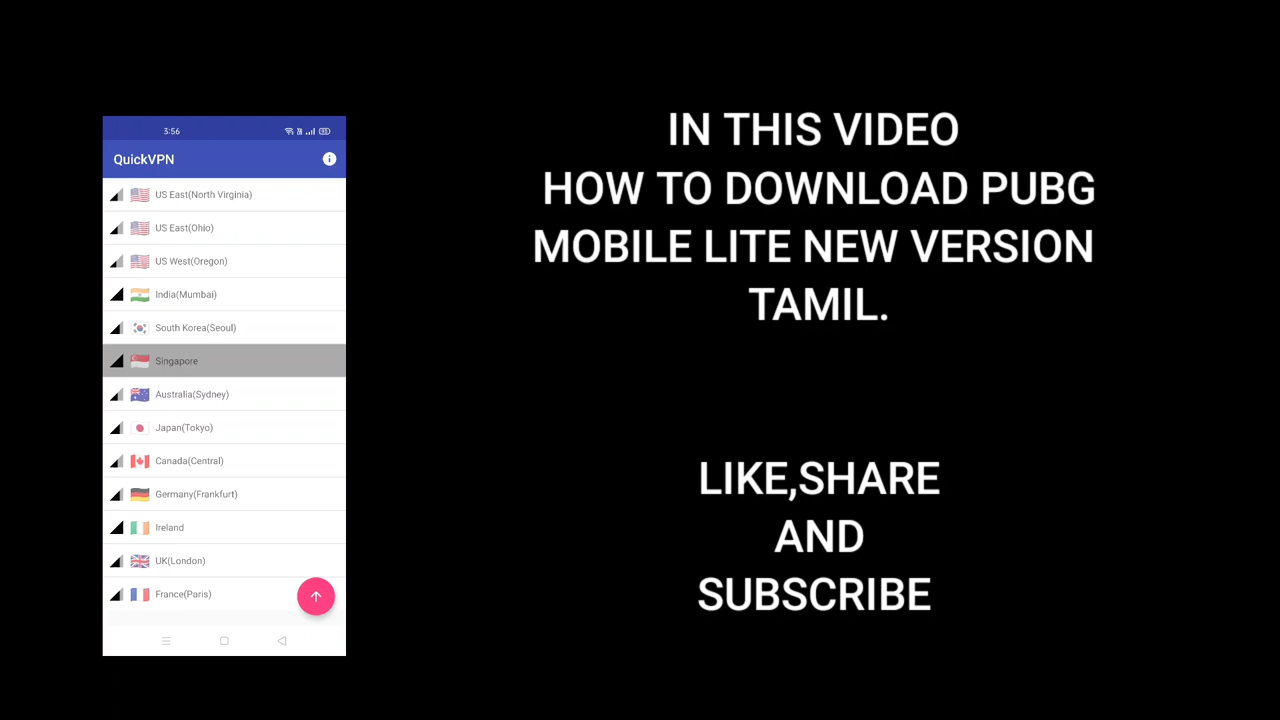 3:56
QuickVPN
US East(North Virginia)
US East(Ohio)
US West(Oregon)
India(Mumbai)
South Korea(Seoul)
Singapore
Australia(Sydney)
Japan(Tokyo)
Canada(Central)
Germany(Frankfurt)
Ireland
UK(London)
France(Paris)
IN THIS VIDEO
HOW TO DOWNLOAD PUBG
MOBILE LITE NEW VERSION
TAMIL.
LIKE,SHARE
AND
SUBSCRIBE